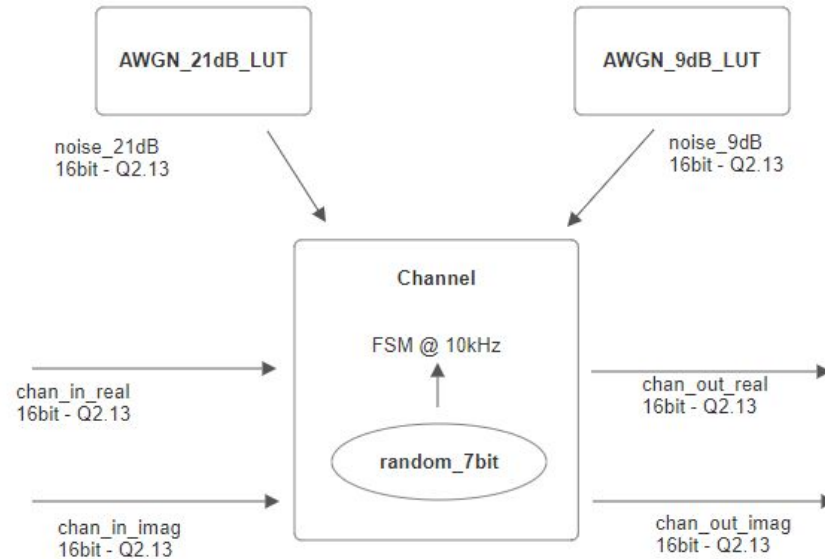 AWGN_21dB_LUT
AWGN_9dB_LUT
noise_21dB
16bit - Q2.13
noise_9dB
16bit - Q2.13
Channel
FSM @ 10kHz
chan_in_real
16bit - Q2.13
chan_out_real
16bit - Q2.13
random_7bit
chan_in_imag
16bit - Q2.13
chan_out_imag
16bit - Q2.13